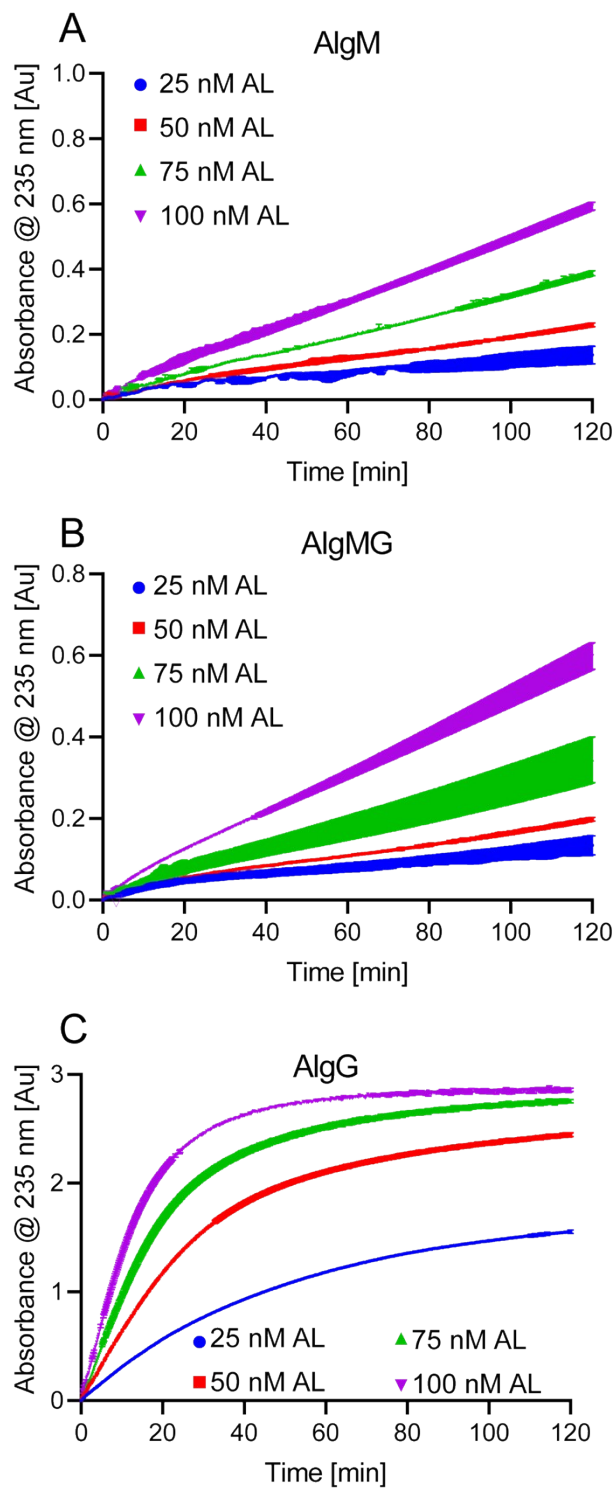 A
AlgM
Absorbance @ 235 nm [Au]
1.0
0.8
0.6
0.4
0.2
0.0
25 nM AL
50 nM AL
75 nM AL
100 nM AL
0 20 40 60 80 100 120
Time [min]
B
AlgMG
Absorbance @ 235 nm [Au]
0.8
0.6
0.4
0.2
0.0
25 nM AL
50 nM AL
75 nM AL
100 nM AL
0 20 40 60 80 100 120
Time [min]
C
AlgG
Absorbance @ 235 nm [Au]
3
2
1
0
25 nM AL 75 nM AL
50 nM AL 100 nM AL
0 20 40 60 80 100 120
Time [min]